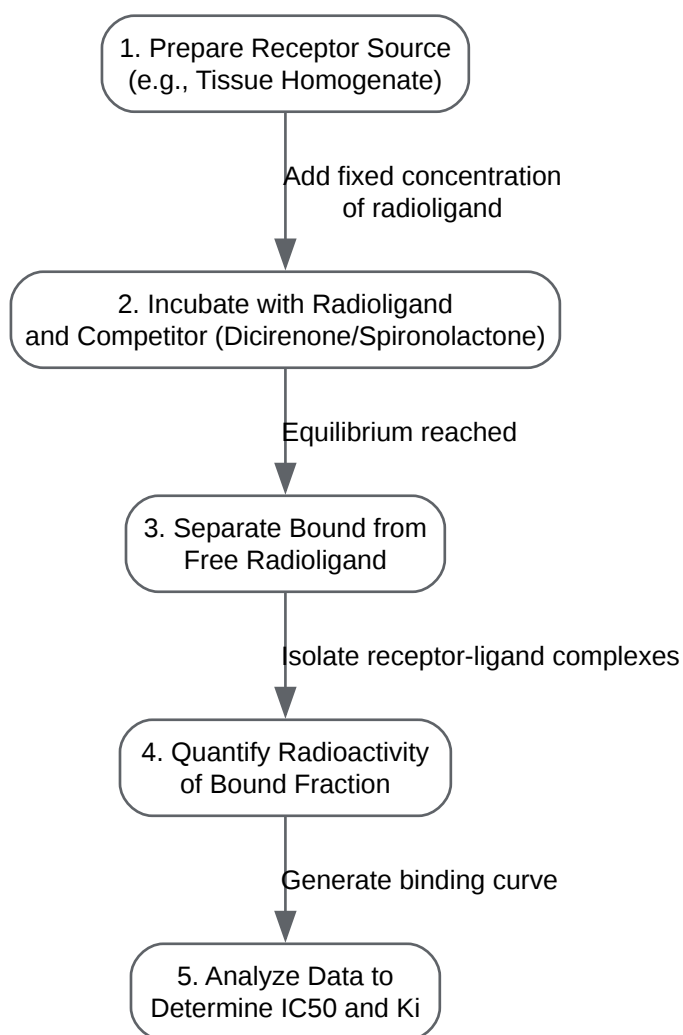 1. Prepare Receptor Source
(e.g., Tissue Homogenate)
Add fixed concentration
of radioligand
2. Incubate with Radioligand
and Competitor (Dicirenone/Spironolactone)
Equilibrium reached
3. Separate Bound from
Free Radioligand
Isolate receptor-ligand complexes
4. Quantify Radioactivity
of Bound Fraction
Generate binding curve
5. Analyze Data to
Determine IC50 and Ki